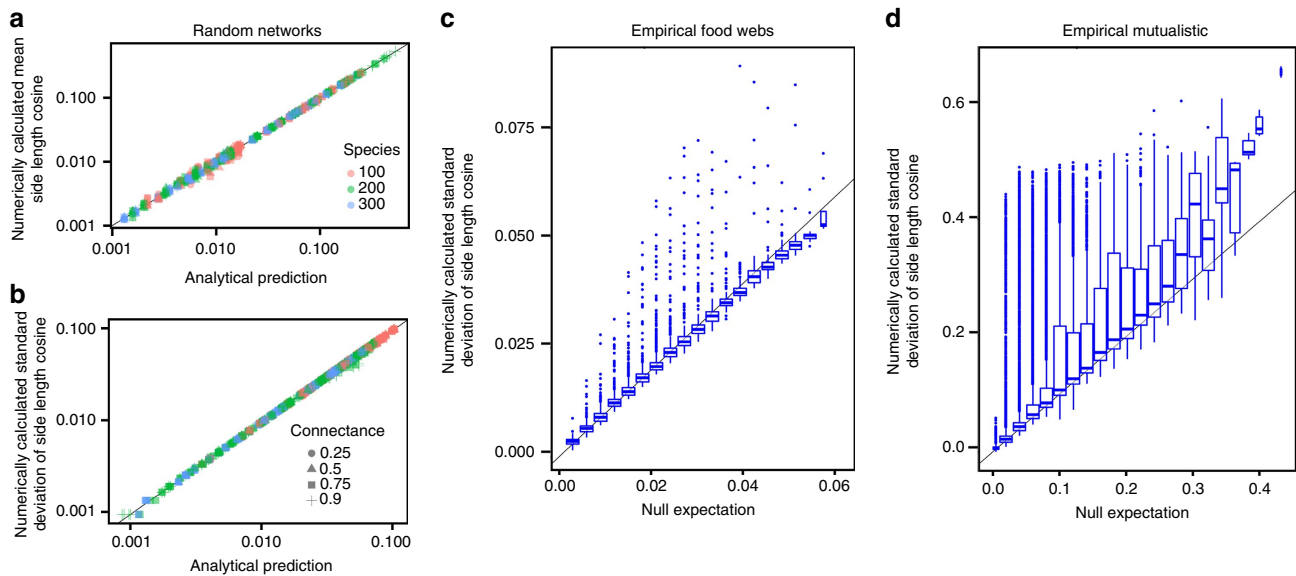 a
Random networks
Numerically calculated mean
side length cosine
0.100
0.010
0.001
Species
100
200
300
0.001
0.010
0.100
Analytical prediction
b
Numerically calculated standard
deviation of side length cosine
0.100
0.010
0.001
Connectance
0.25
0.5
0.75
0.9
0.001
0.010
0.100
Analytical prediction
c
Empirical food webs
Numerically calculated standard
deviation of side length cosine
0.075
0.050
0.025
0.000
0.00
0.02
0.04
0.06
Null expectation
d
Empirical mutualistic
Numerically calculated standard
deviation of side length cosine
0.6
0.4
0.2
0.0
0.0
0.1
0.2
0.3
0.4
Null expectation